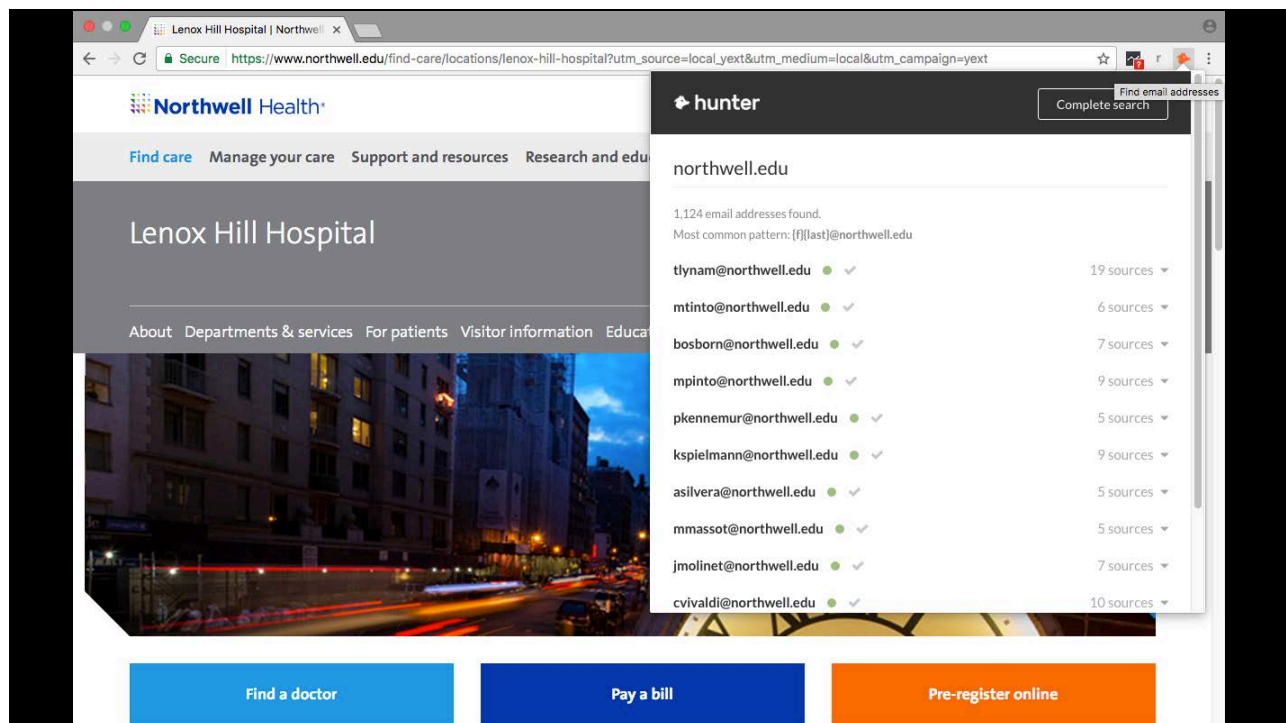 Lenox Hill Hospital | Northwell
Secure https://www.northwell.edu/find-care/locations/lenox-hill-hospital?utm_source=local_yext&utm_medium=local&utm_campaign=yext
r
Find email addresses
Northwell Health
Find care Manage your care Support and resources Research and edu
Lenox Hill Hospital
About Departments & services For patients Visitor information Educa
hunter
Complete search
northwell.edu
1,124 email addresses found.
Most common pattern: {f}{last}@northwell.edu
tlynam@northwell.edu 19 sources
mtinto@northwell.edu 6 sources
bosborn@northwell.edu 7 sources
mpinto@northwell.edu 9 sources
pkennemur@northwell.edu 5 sources
kspielmann@northwell.edu 9 sources
asilvera@northwell.edu 5 sources
mmassot@northwell.edu 5 sources
jmolinet@northwell.edu 7 sources
cvivaldi@northwell.edu 10 sources
Find a doctor
Pay a bill
Pre-register online